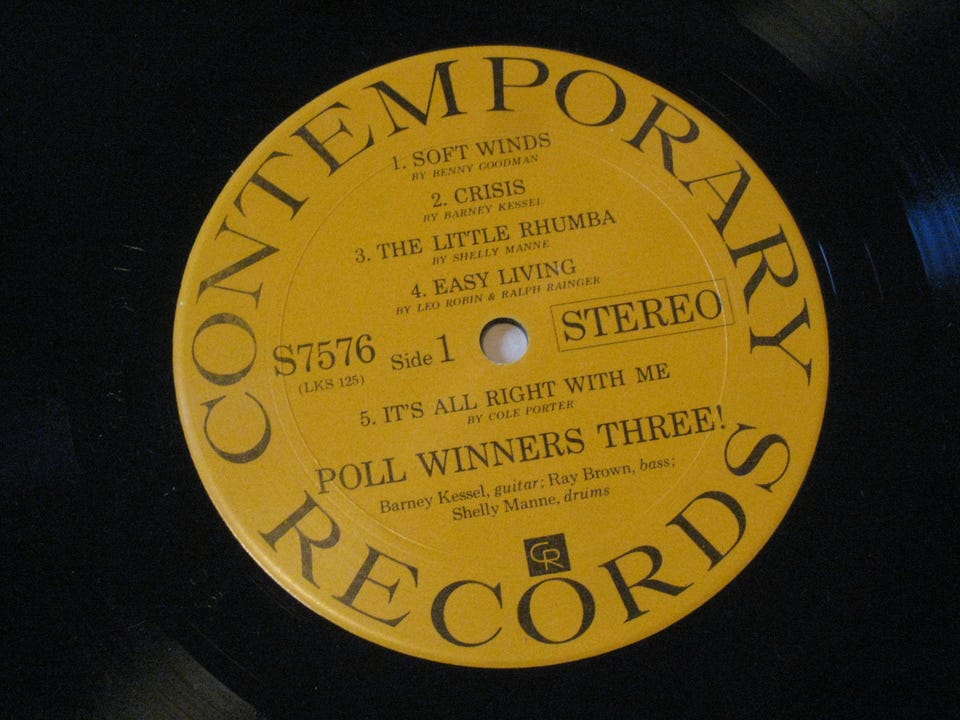 CONTEMPORARY
1. SOFT WINDS
BY BENNY GOODMAN
2. CRISIS
BY BARNEY KESSEL
3. THE LITTLE RHUMBA
BY SHELLY MANNE
4. EASY LIVING
BY LEO ROBIN & RALPH RAINGER
S7576 Side 1 STEREO
(LKS 125)
5. IT'S ALL RIGHT WITH ME
BY COLE PORTER
POLL WINNERS THREE!
Barney Kessel, guitar; Ray Brown, bass;
Shelly Manne, drums
CR
RECORDS